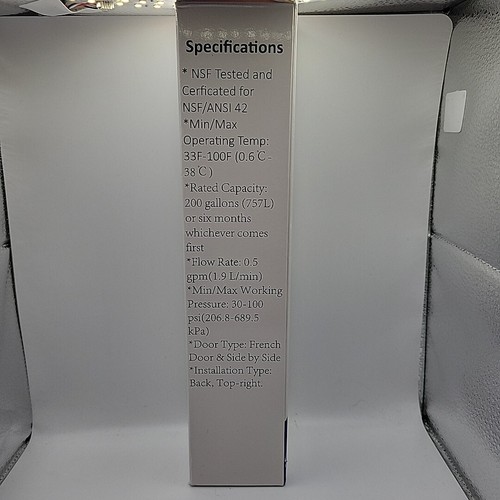 Specifications
* NSF Tested and
Cerficated for
NSF/ANSI 42
*Min/Max
Operating Temp:
33F-100F (0.6℃-
38℃)
*Rated Capacity:
200 gallons (757L)
or six months
whichever comes
first
*Flow Rate: 0.5
gpm(1.9 L/min)
*Min/Max Working
Pressure: 30-100
psi(206.8-689.5
kPa)
*Door Type: French
Door & Side by Side
*Installation Type:
Back, Top-right.